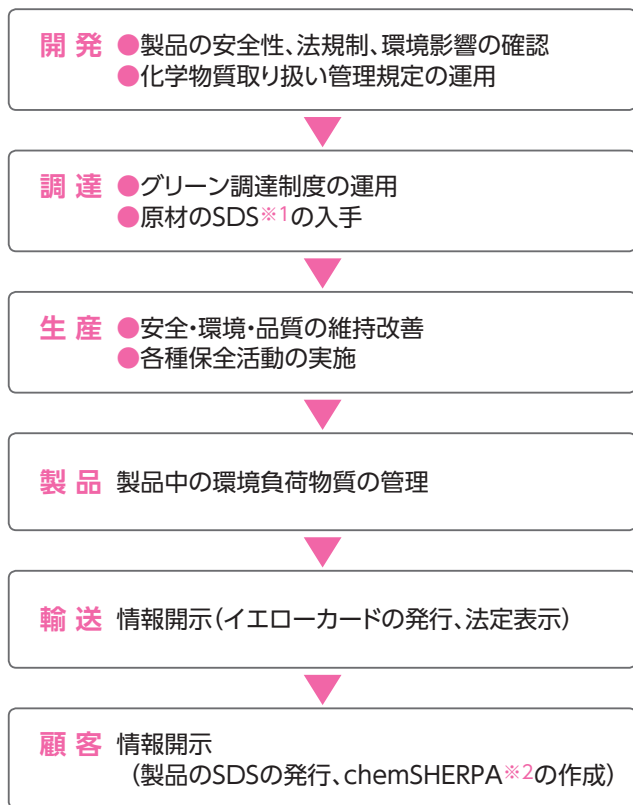 開 発 ●製品の安全性、法規制、環境影響の確認
●化学物質取り扱い管理規定の運用
調 達 ●グリーン調達制度の運用
●原材のSDS※1の入手
生 産 ●安全・環境・品質の維持改善
●各種保全活動の実施
製 品 製品中の環境負荷物質の管理
輸 送 情報開示(イエローカードの発行、法定表示)
顧 客 情報開示
(製品のSDSの発行、chemSHERPA※2の作成)